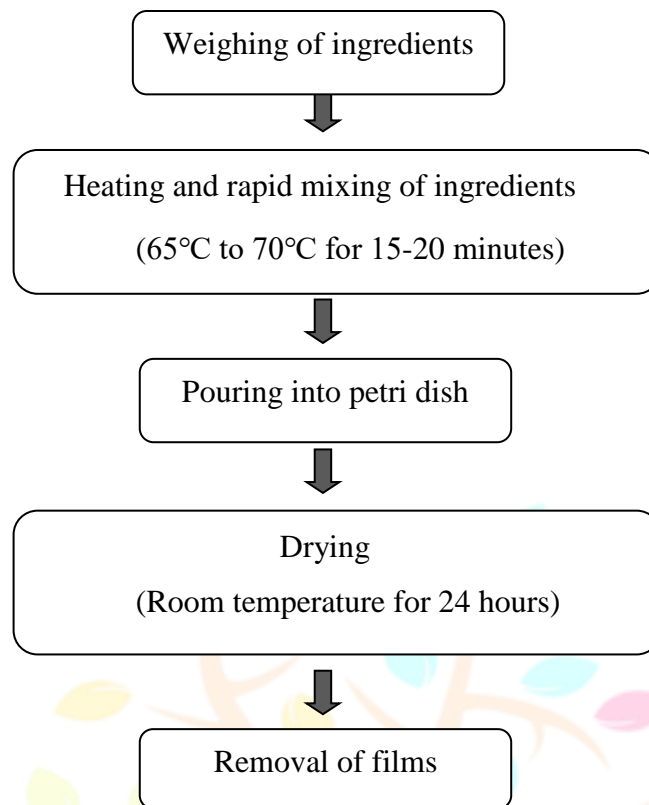 Weighing of ingredients
Heating and rapid mixing of ingredients
(65℃ to 70℃ for 15-20 minutes)
Pouring into petri dish
Drying
(Room temperature for 24 hours)
Removal of films